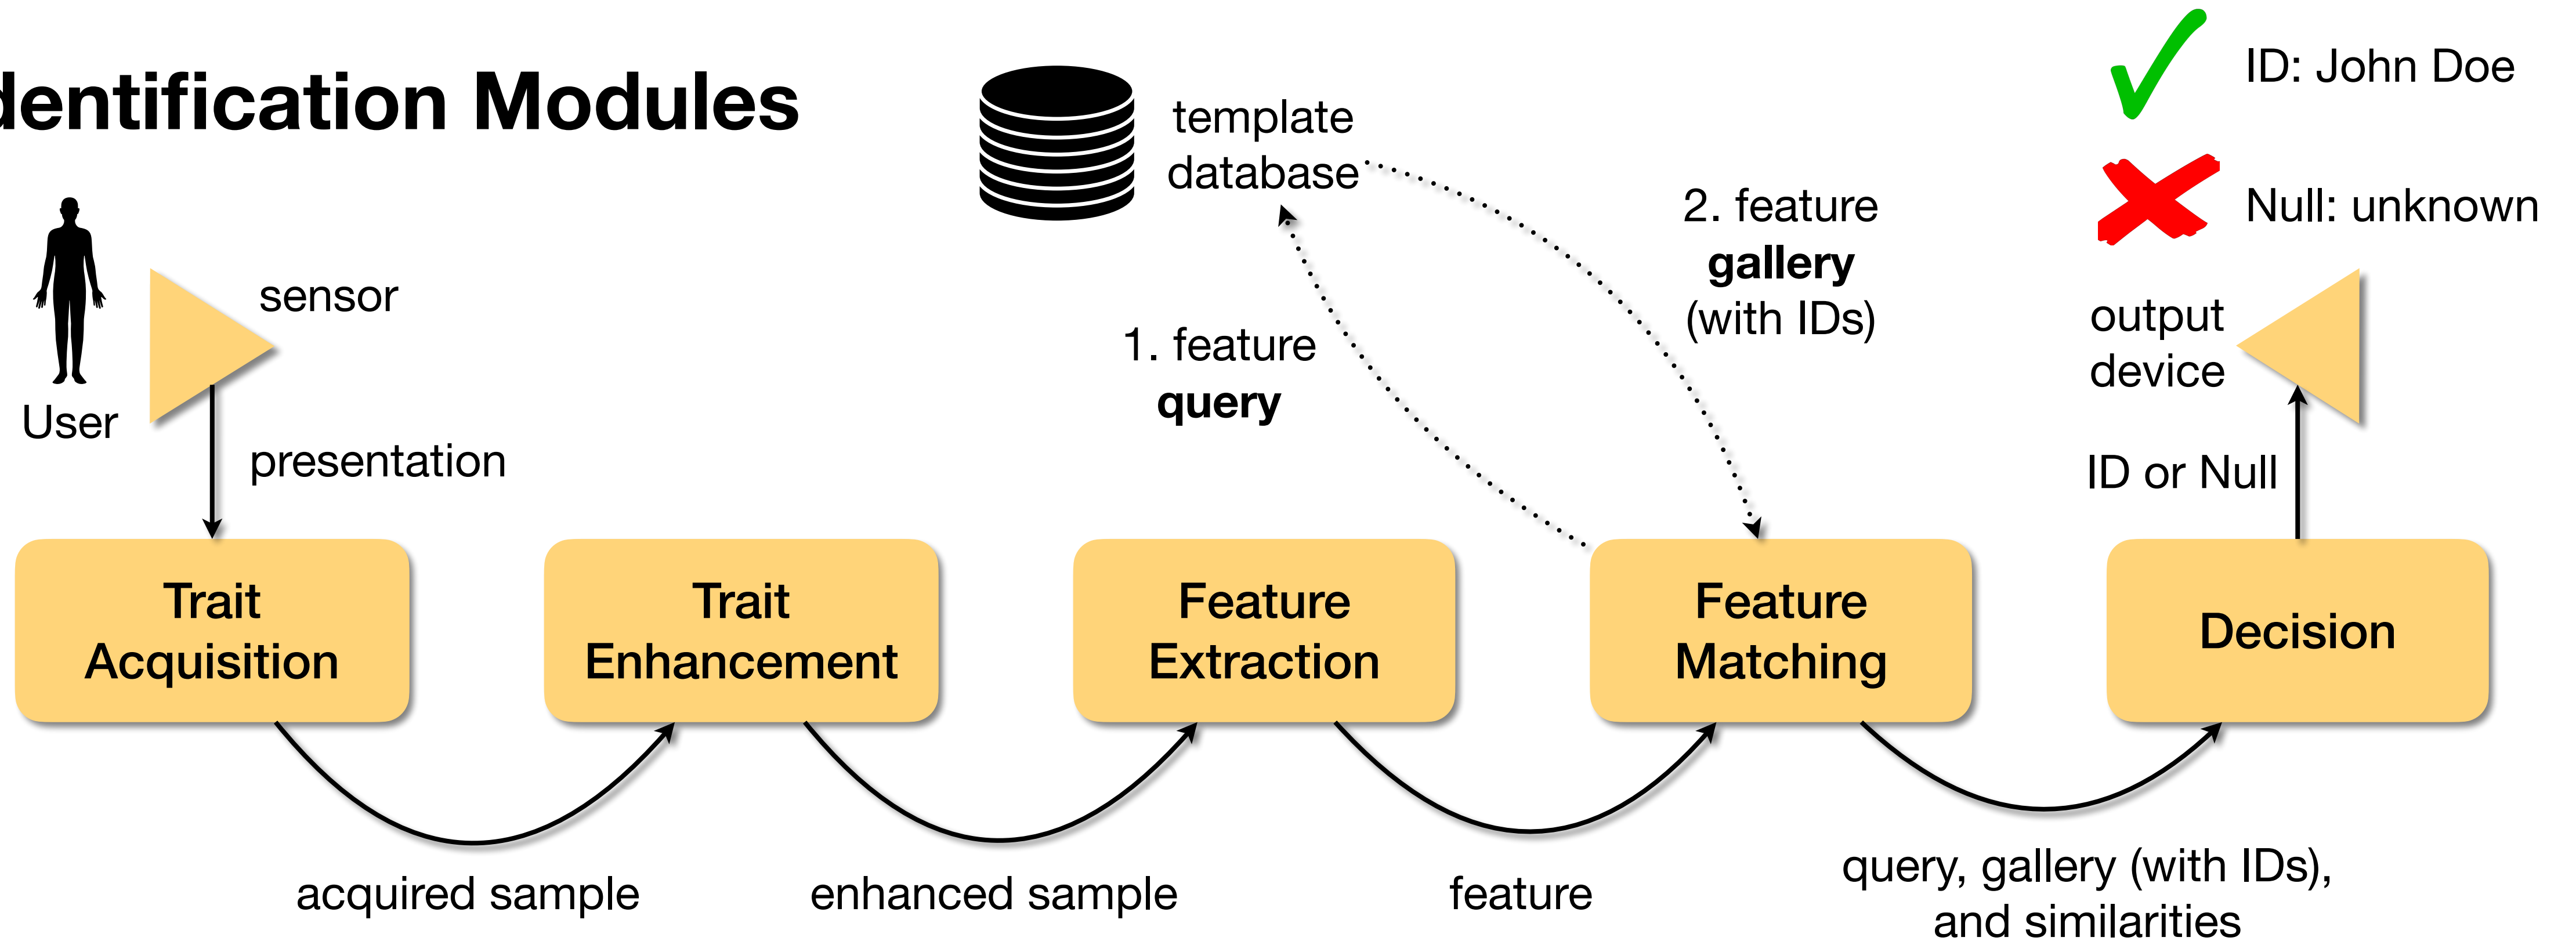 dentification Modules
template
database
ID: John Doe
Null: unknown
User
sensor
presentation
1. feature
query
2. feature
gallery
(with IDs)
output
device
ID or Null
Trait
Acquisition
Trait
Enhancement
Feature
Extraction
Feature
Matching
Decision
acquired sample
enhanced sample
feature
query, gallery (with IDs),
and similarities